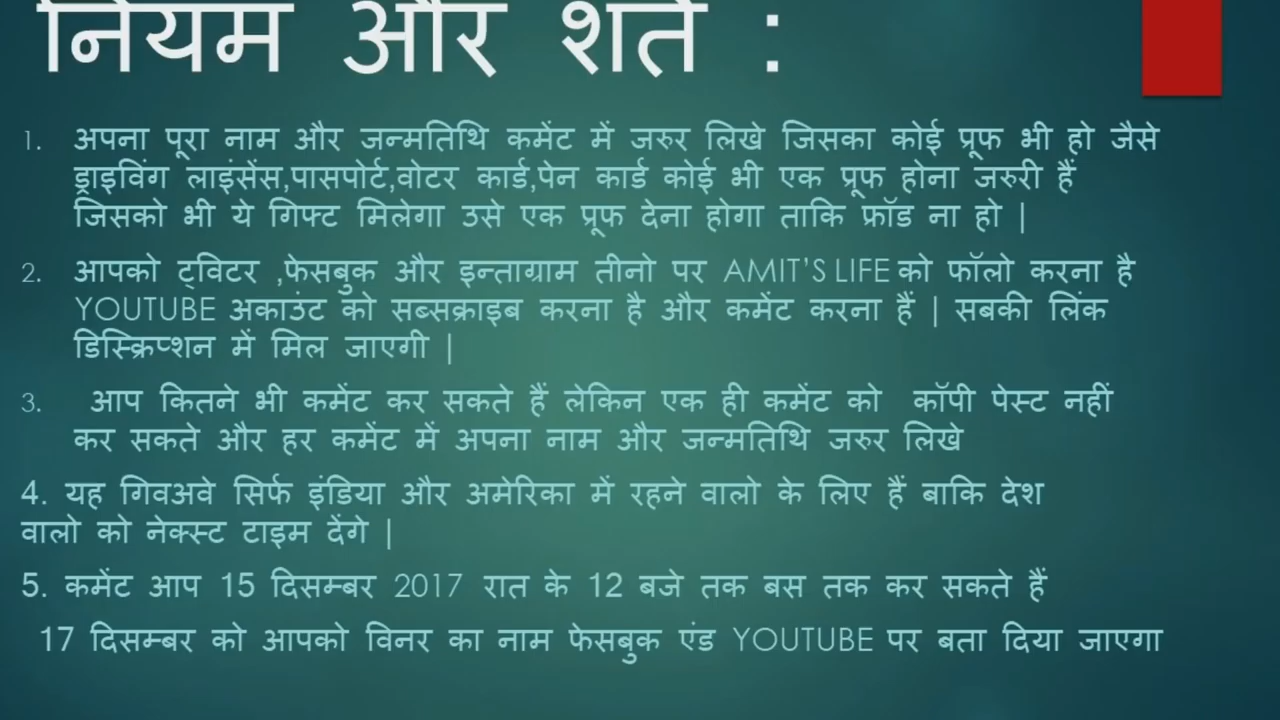 नियम और शर्ते :
1. अपना पूरा नाम और जन्मतिथि कमेंट में जरुर लिखे जिसका कोई प्रूफ भी हो जैसे
ड्राइविंग लाइंसेंस,पासपोर्ट,वोटर कार्ड,पेन कार्ड कोई भी एक प्रूफ होना जरुरी हैं
जिसको भी ये गिफ्ट मिलेगा उसे एक प्रूफ देना होगा ताकि फ्रॉड ना हो |
2. आपको ट्विटर ,फेसबुक और इन्ताग्राम तीनो पर AMIT'S LIFE को फॉलो करना है
YOUTUBE अकाउंट को सब्सक्राइब करना है और कमेंट करना हैं | सबकी लिंक
डिस्क्रिप्शन में मिल जाएगी |
3. आप कितने भी कमेंट कर सकते हैं लेकिन एक ही कमेंट को कॉपी पेस्ट नहीं
कर सकते और हर कमेंट में अपना नाम और जन्मतिथि जरुर लिखे
4. यह गिवअवे सिर्फ इंडिया और अमेरिका में रहने वालो के लिए हैं बाकि देश
वालो को नेक्स्ट टाइम देंगे |
5. कमेंट आप 15 दिसम्बर 2017 रात के 12 बजे तक बस तक कर सकते हैं
17 दिसम्बर को आपको विनर का नाम फेसबुक एंड YOUTUBE पर बता दिया जाएगा